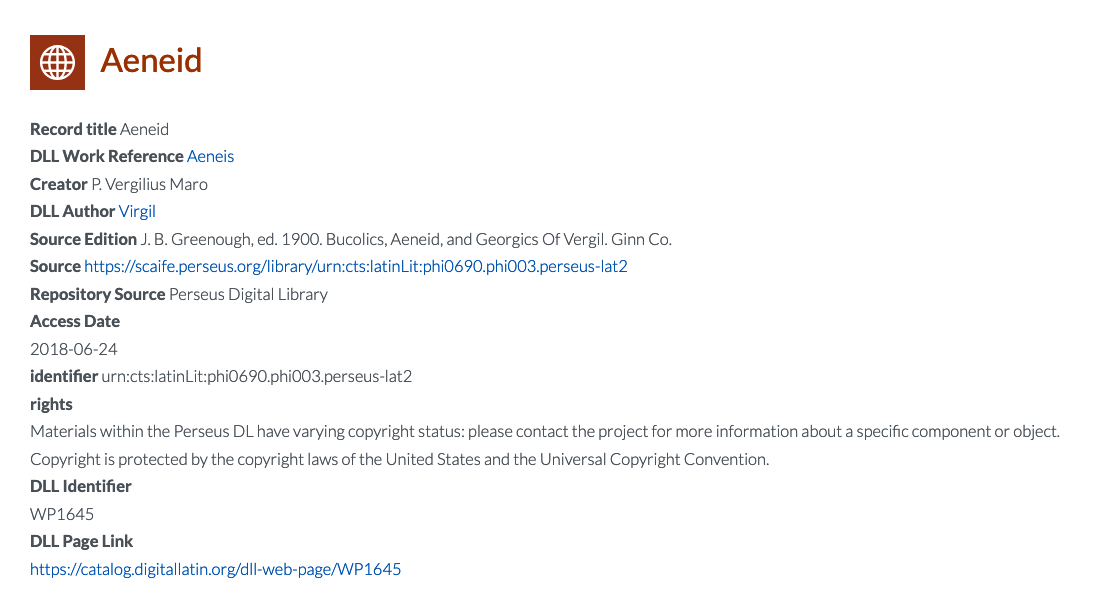 Aeneid
Record title Aeneid
DLL Work Reference Aeneis
Creator P. Vergilius Maro
DLL Author Virgil
Source Edition J. B. Greenough, ed. 1900. Bucolics, Aeneid, and Georgics Of Vergil. Ginn Co.
Source https://scaife.perseus.org/library/urn:cts:latinLit:phi0690.phi003.perseus-lat2
Repository Source Perseus Digital Library
Access Date
2018-06-24
identifier urn:cts:latinLit:phi0690.phi003.perseus-lat2
rights
Materials within the Perseus DL have varying copyright status: please contact the project for more information about a specific component or object.
Copyright is protected by the copyright laws of the United States and the Universal Copyright Convention.
DLL Identifier
WP1645
DLL Page Link
https://catalog.digitallatin.org/dll-web-page/WP1645